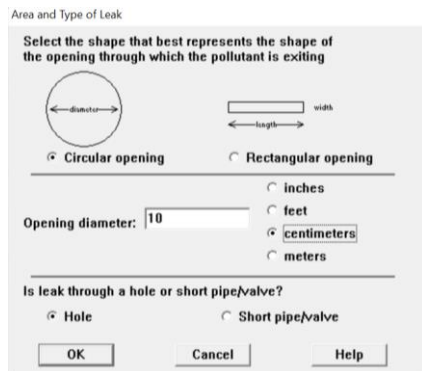 Area and Type of Leak
Select the shape that best represents the shape of
the opening through which the pollutant is exiting
diameter
width
length
Circular opening
Rectangular opening
inches
feet
Opening diameter: 10
centimeters
meters
Is leak through a hole or short pipe/valve?
Hole
Short pipe/valve
OK
Cancel
Help